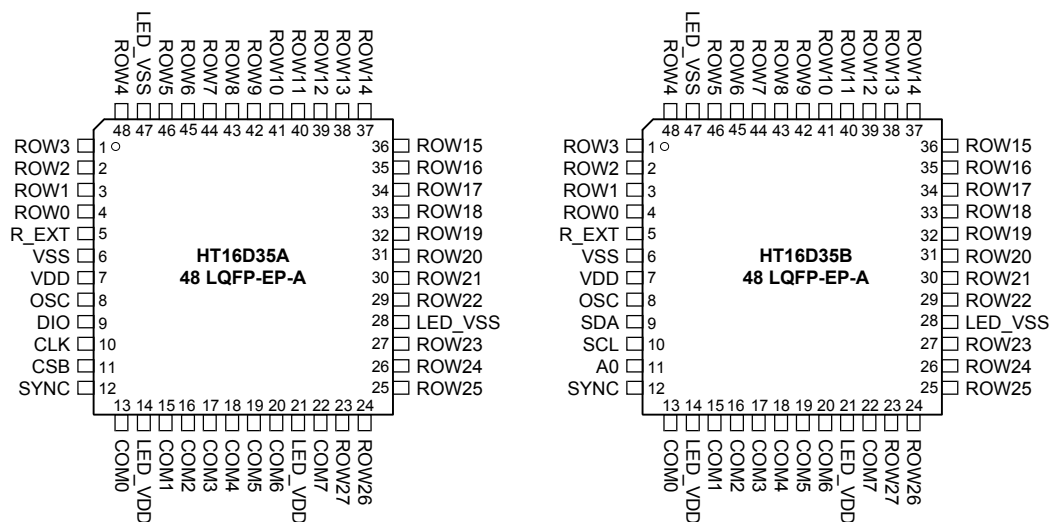 ROW4
LED_VSS
ROW5
ROW6
ROW7
ROW8
ROW9
ROW10
ROW11
ROW12
ROW13
ROW14
48
47
46
45
44
43
42
41
40
39
38
37
ROW3 1
ROW2 2
ROW1 3
ROW0 4
R_EXT 5
VSS 6
VDD 7
OSC 8
DIO 9
CLK 10
CSB 11
SYNC 12
HT16D35A
48 LQFP-EP-A
36 ROW15
35 ROW16
34 ROW17
33 ROW18
32 ROW19
31 ROW20
30 ROW21
29 ROW22
28 LED_VSS
27 ROW23
26 ROW24
25 ROW25
13
14
15
16
17
18
19
20
21
22
23
24
COM0
LED_VDD
COM1
COM2
COM3
COM4
COM5
COM6
LED_VDD
COM7
ROW27
ROW26
ROW4
LED_VSS
ROW5
ROW6
ROW7
ROW8
ROW9
ROW10
ROW11
ROW12
ROW13
ROW14
48
47
46
45
44
43
42
41
40
39
38
37
ROW3 1
ROW2 2
ROW1 3
ROW0 4
R_EXT 5
VSS 6
VDD 7
OSC 8
SDA 9
SCL 10
A0 11
SYNC 12
HT16D35B
48 LQFP-EP-A
36 ROW15
35 ROW16
34 ROW17
33 ROW18
32 ROW19
31 ROW20
30 ROW21
29 ROW22
28 LED_VSS
27 ROW23
26 ROW24
25 ROW25
13
14
15
16
17
18
19
20
21
22
23
24
COM0
LED_VDD
COM1
COM2
COM3
COM4
COM5
COM6
LED_VDD
COM7
ROW27
ROW26